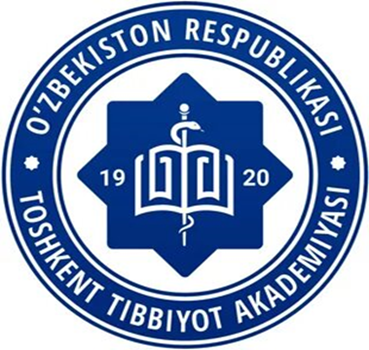 O'ZBEKISTON RESPUBLIKASI
19 20
TOSHKENT TIBBIYOT AKADEMIYASI